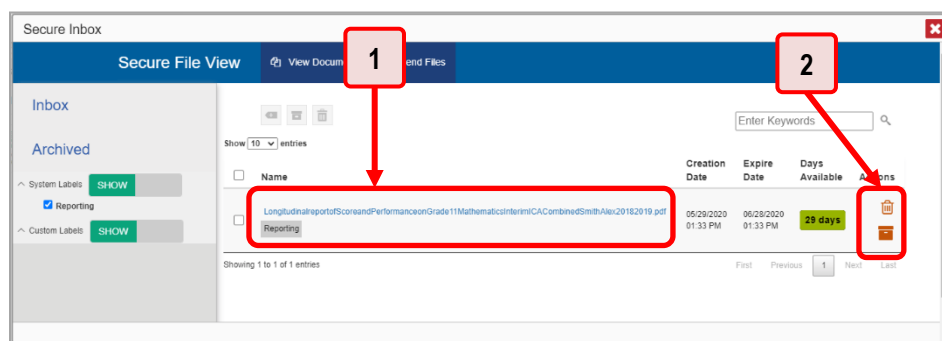 Secure Inbox
Secure File View
View Docum
end Files
1
2
Inbox
Archived
System Labels SHOW
Reporting
Custom Labels SHOW
Enter Keywords
Show 10 entries
Name
Creation Date
Expire Date
Days Available
A ons
LongitudinalreportofScoreandPerformanceonGrade11MathematicsInterimICACombinedSmithAlex20182019.pdf
Reporting
05/29/2020 01:33 PM
06/28/2020 01:33 PM
29 days
Showing 1 to 1 of 1 entries
First Previous 1 Next Last